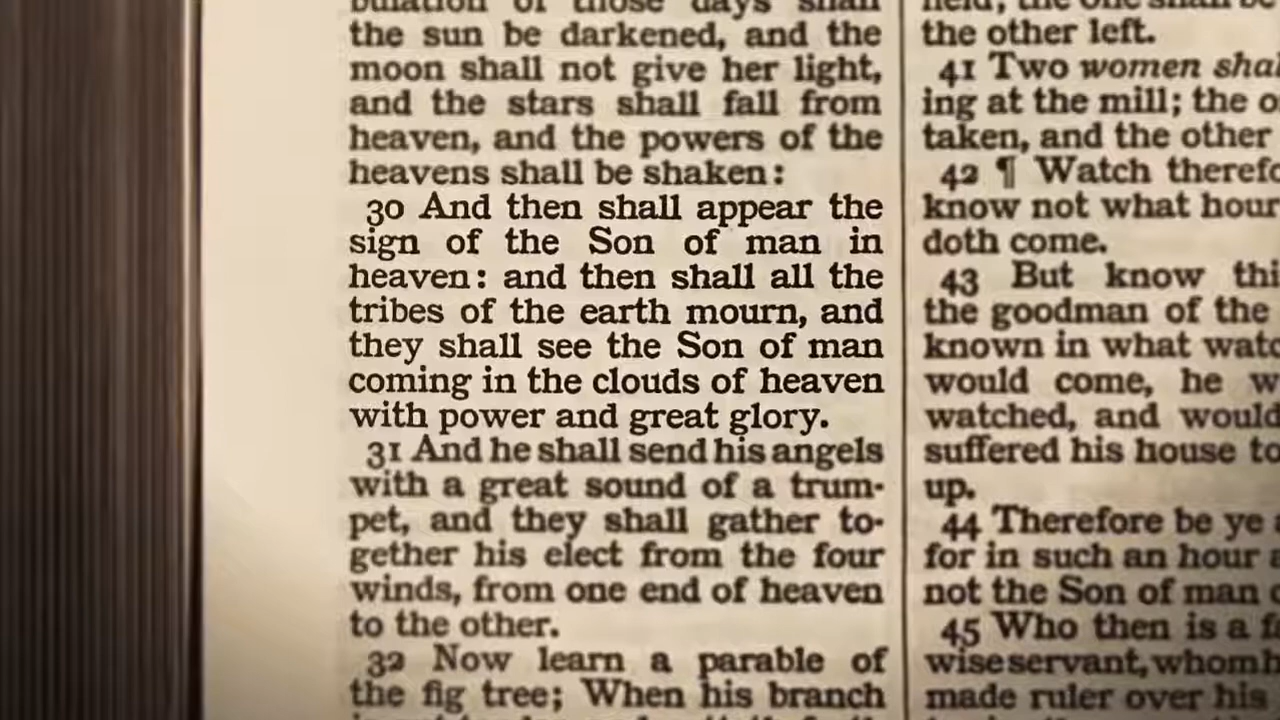 bulation of those days shall
the sun be darkened, and the
moon shall not give her light,
and the stars shall fall from
heaven, and the powers of the
heavens shall be shaken:
30 And then shall appear the
sign of the Son of man in
heaven: and then shall all the
tribes of the earth mourn, and
they shall see the Son of man
coming in the clouds of heaven
with power and great glory.
31 And he shall send his angels
with a great sound of a trum-
pet, and they shall gather to-
gether his elect from the four
winds, from one end of heaven
to the other.
32 Now learn a parable of
the fig tree; When his branch
the other left.
41 Two women shal
ing at the mill; the o
taken, and the other
42 ¶ Watch therefo
know not what hour
doth come.
43 But know thi
the goodman of the
known in what watc
would come, he w
watched, and would
suffered his house to
up.
44 Therefore be ye
for in such an hour a
not the Son of man c
45 Who then is a f
wise servant, whom h
made ruler over his